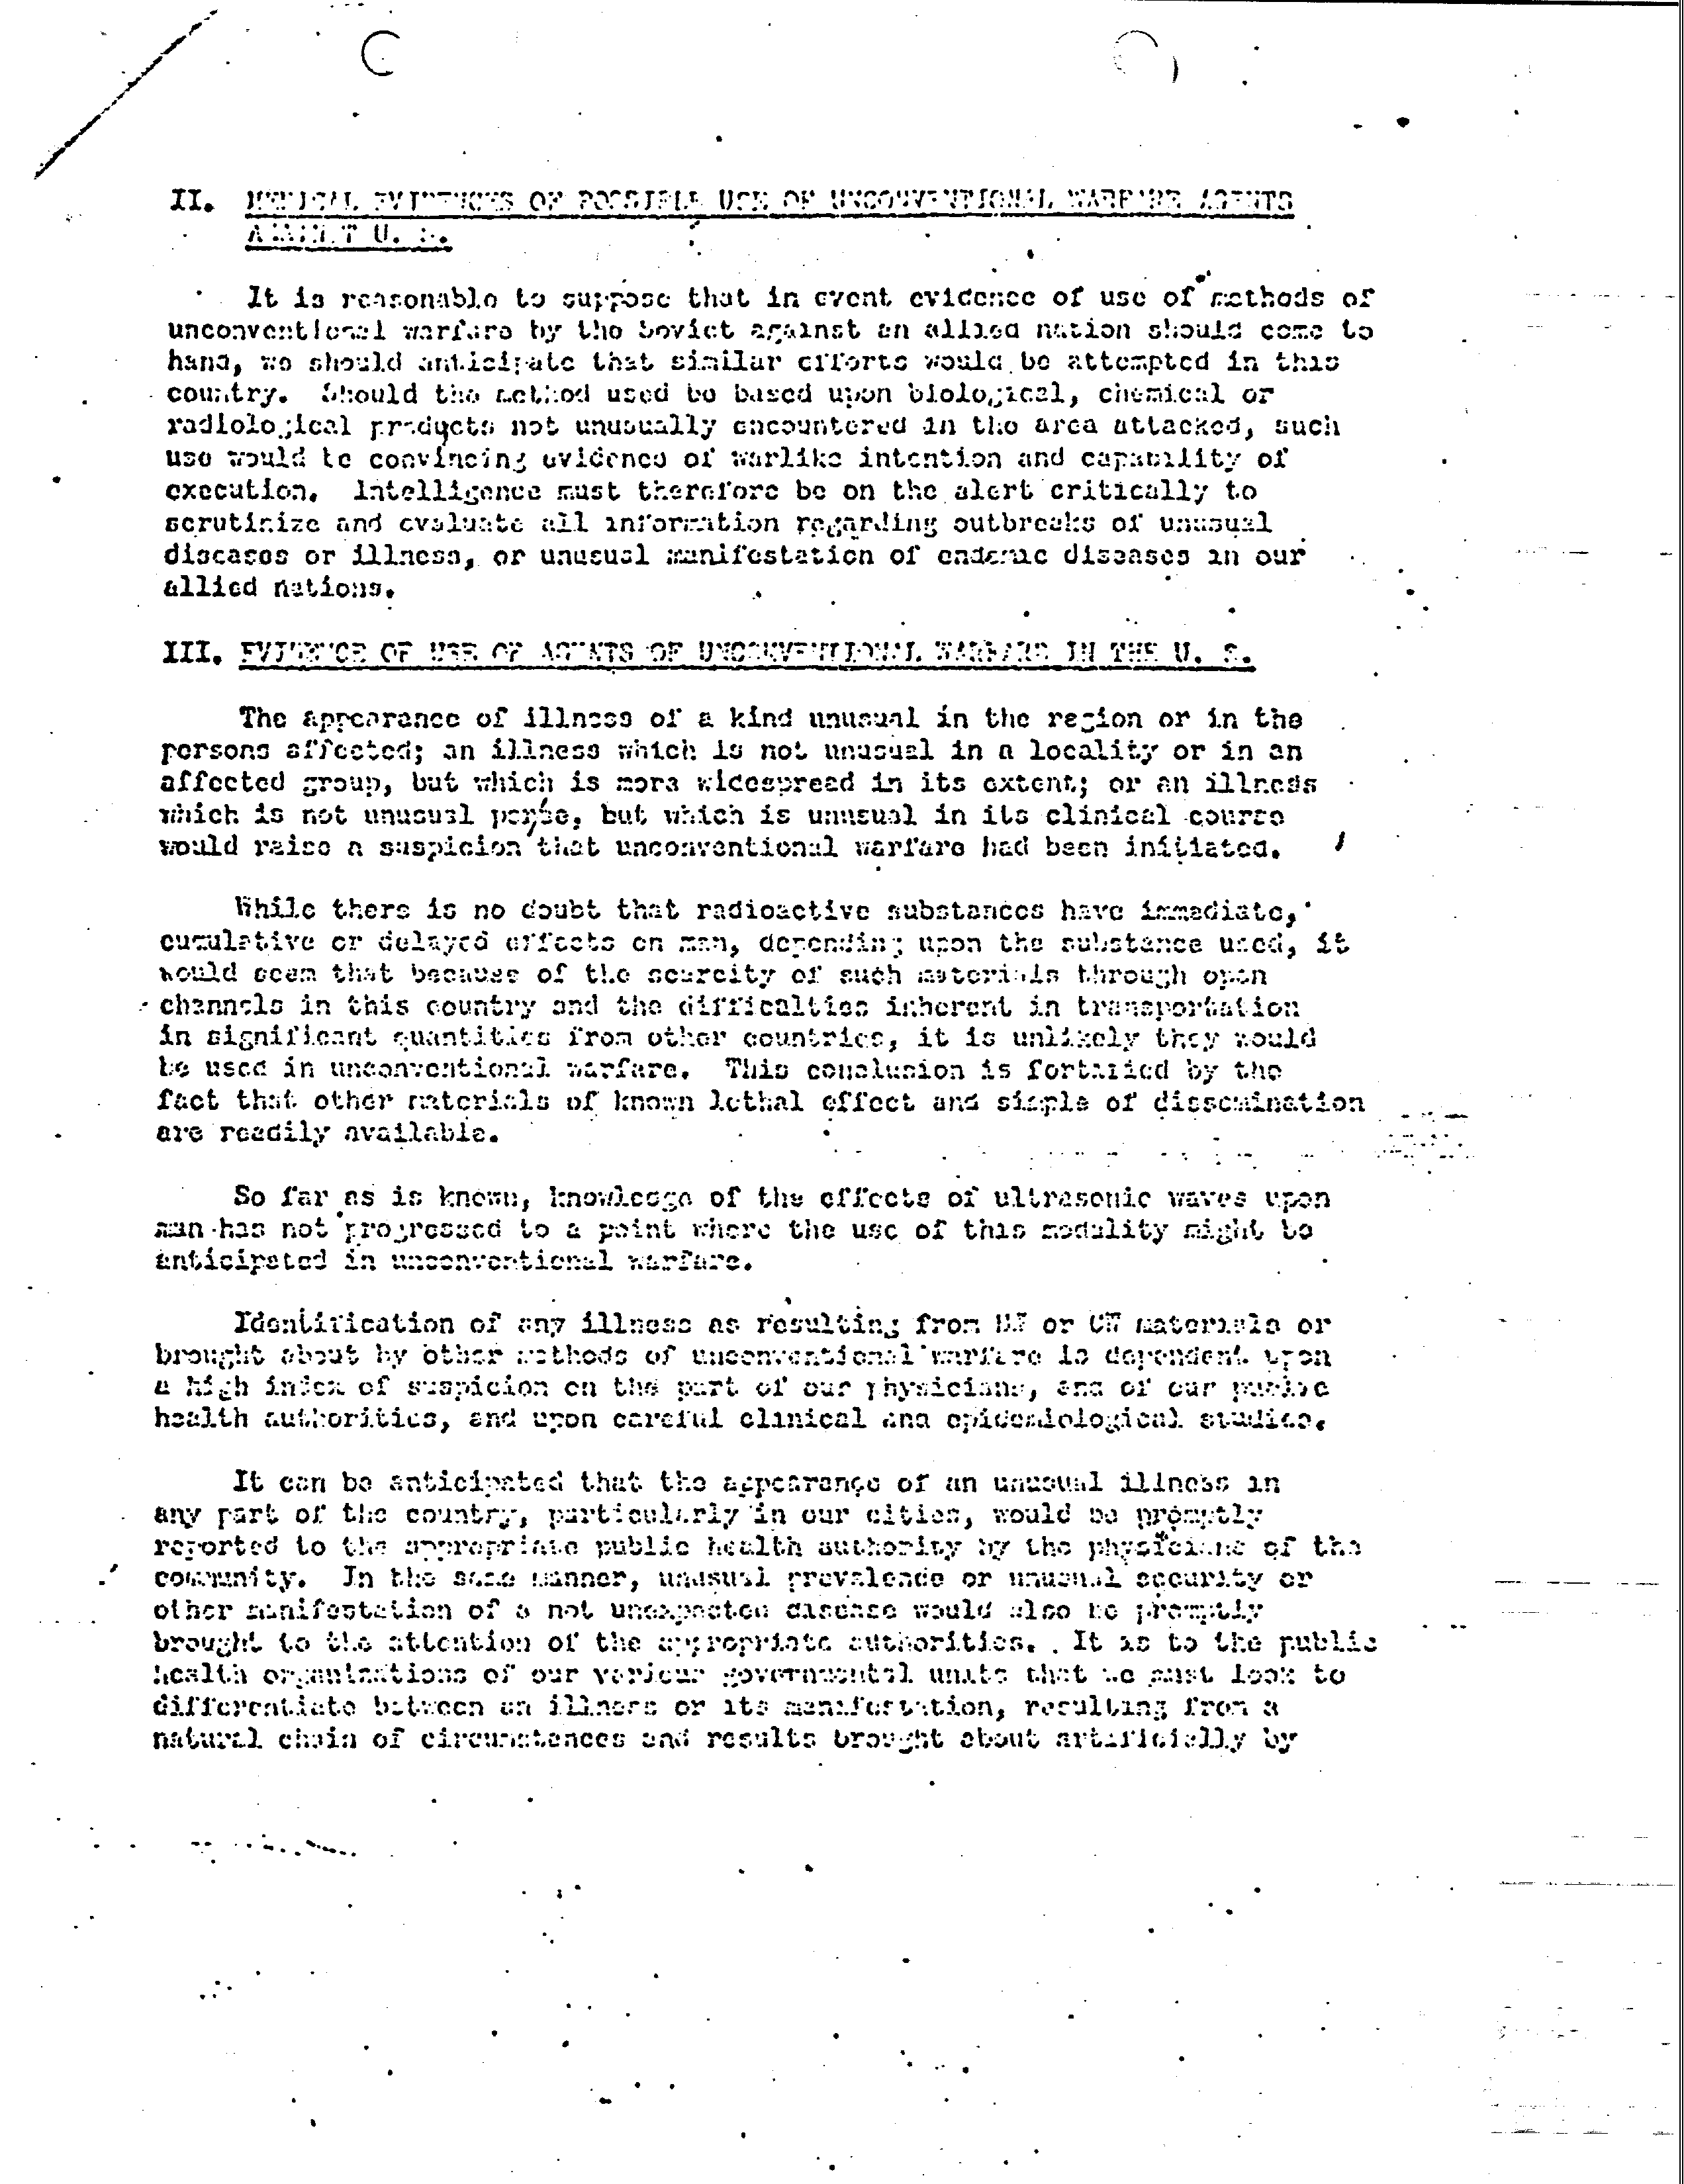 II. MEDICAL EVIDENCES OF POSSIBLE USE OF UNCONVENTIONAL WARFARE AGENTS
AGAINST U. S.
It is reasonable to suppose that in event evidence of use of methods of
unconventional warfare by the Soviet against an allied nation should come to
hand, we should anticipate that similar efforts would be attempted in this
country. Should the method used be based upon biological, chemical or
radiological products not unusually encountered in the area attacked, such
use would be convincing evidence of warlike intention and capability of
execution. Intelligence must therefore be on the alert critically to
scrutinize and evaluate all information regarding outbreaks of unusual
diseases or illness, or unusual manifestation of endemic diseases in our
allied nations.
III. EVIDENCE OF USE OF AGENTS OF UNCONVENTIONAL WARFARE IN THE U. S.
The appearance of illness of a kind unusual in the region or in the
persons affected; an illness which is not unusual in a locality or in an
affected group, but which is more widespread in its extent; or an illness
which is not unusual per se, but which is unusual in its clinical course
would raise a suspicion that unconventional warfare had been initiated.
While there is no doubt that radioactive substances have immediate,
cumulative or delayed effects on man, depending upon the substance used, it
would seem that because of the scarcity of such materials through open
channels in this country and the difficulties inherent in transportation
in significant quantities from other countries, it is unlikely they would
be used in unconventional warfare. This conclusion is fortified by the
fact that other materials of known lethal effect and simple of dissemination
are readily available.
So far as is known, knowledge of the effects of ultrasonic waves upon
man has not progressed to a point where the use of this modality might be
anticipated in unconventional warfare.
Identification of any illness as resulting from BW or CW materials or
brought about by other methods of unconventional warfare is dependent upon
a high index of suspicion on the part of our physicians, and of our public
health authorities, and upon careful clinical and epidemiological studies.
It can be anticipated that the appearance of an unusual illness in
any part of the country, particularly in our cities, would be promptly
reported to the appropriate public health authority by the physicians of the
community. In the same manner, unusual prevalence or unusual security or
other manifestation of a not unexpected disease would also be promptly
brought to the attention of the appropriate authorities. It is to the public
health organizations of our various governmental units that we must look to
differentiate between an illness or its manifestation, resulting from a
natural chain of circumstances and results brought about artificially by